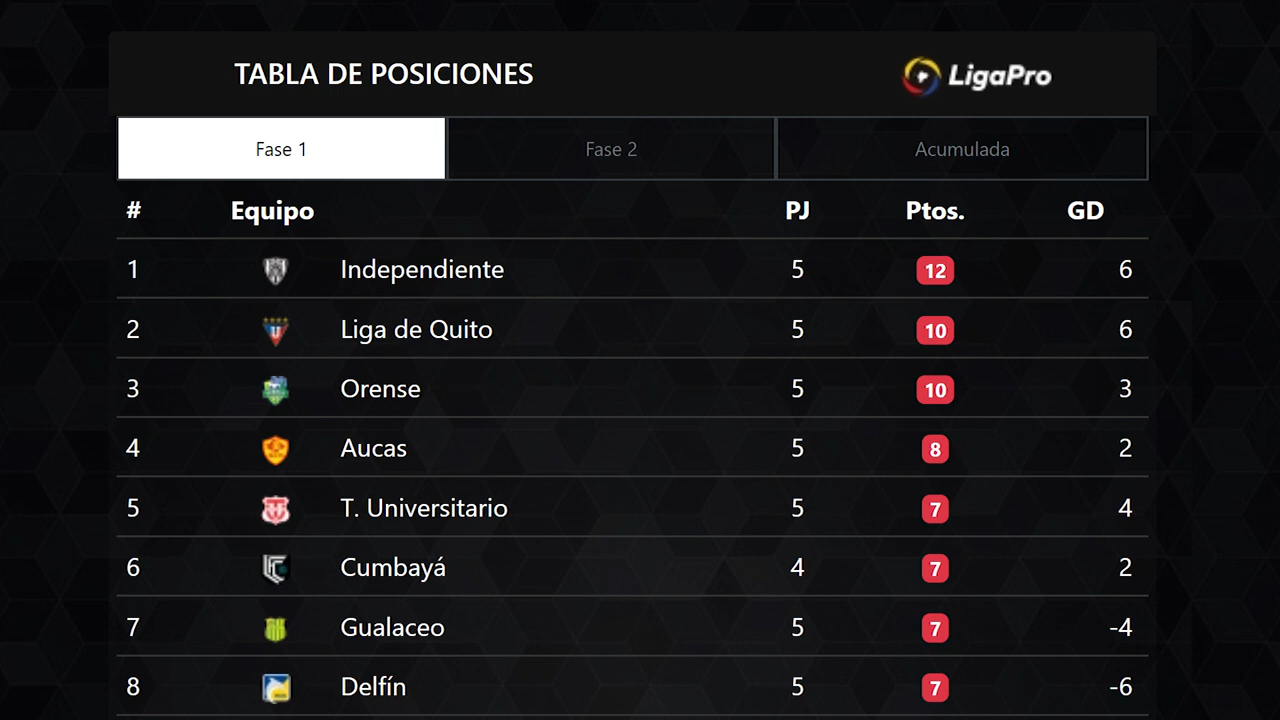 TABLA DE POSICIONES LigaPro
Fase 1 Fase 2 Acumulada
# Equipo PJ Ptos. GD
1 Independiente 5 12 6
2 Liga de Quito 5 10 6
3 Orense 5 10 3
4 Aucas 5 8 2
5 T. Universitario 5 7 4
6 Cumbayá 4 7 2
7 Gualaceo 5 7 -4
8 Delfín 5 7 -6